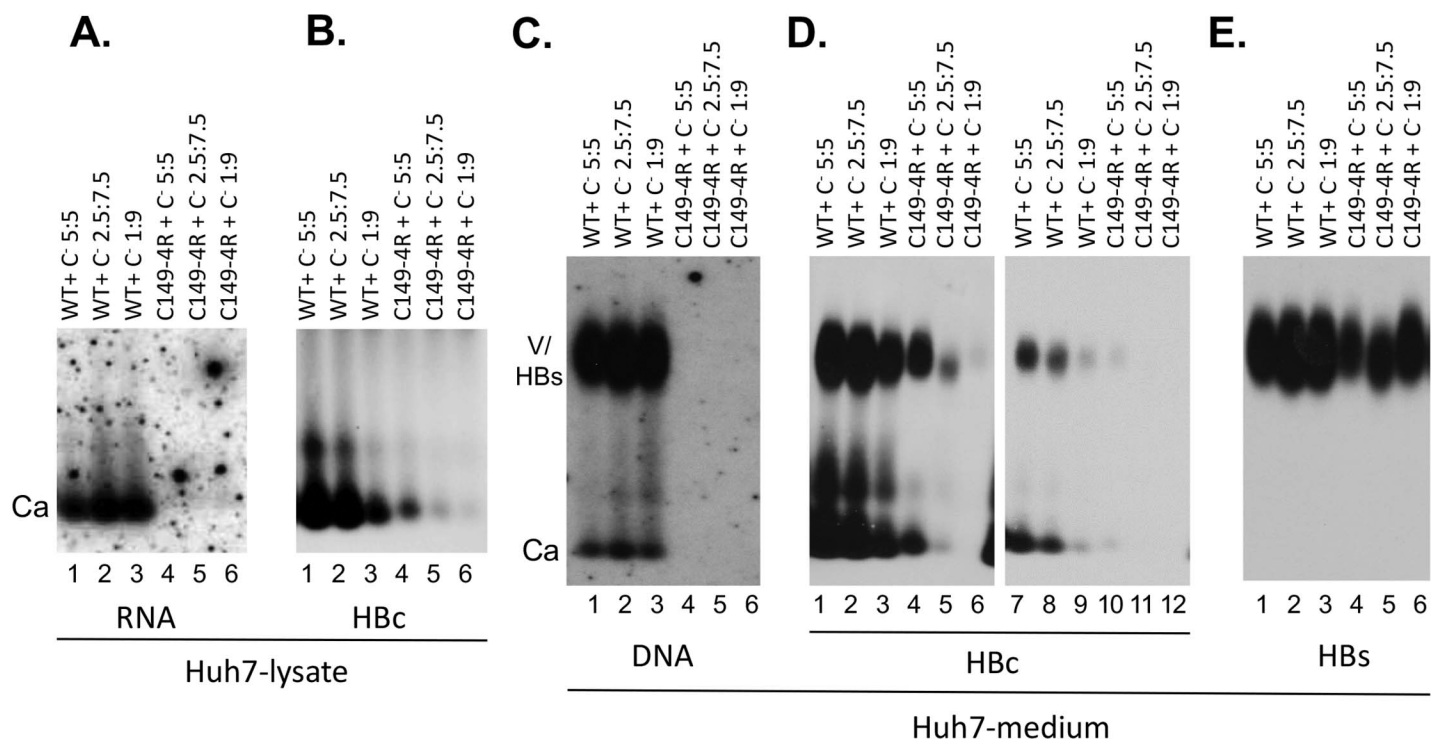 A.
B.
C.
D.
E.
WT+ C- 5:5
WT+ C- 2.5:7.5
WT+ C- 1:9
C149-4R + C- 5:5
C149-4R + C- 2.5:7.5
C149-4R + C- 1:9
WT+ C- 5:5
WT+ C- 2.5:7.5
WT+ C- 1:9
C149-4R + C- 5:5
C149-4R + C- 2.5:7.5
C149-4R + C- 1:9
WT+ C- 5:5
WT+ C- 2.5:7.5
WT+ C- 1:9
C149-4R + C- 5:5
C149-4R + C- 2.5:7.5
C149-4R + C- 1:9
WT+ C- 5:5
WT+ C- 2.5:7.5
WT+ C- 1:9
C149-4R + C- 5:5
C149-4R + C- 2.5:7.5
C149-4R + C- 1:9
WT+ C- 5:5
WT+ C- 2.5:7.5
WT+ C- 1:9
C149-4R + C- 5:5
C149-4R + C- 2.5:7.5
C149-4R + C- 1:9
WT+ C- 5:5
WT+ C- 2.5:7.5
WT+ C- 1:9
C149-4R + C- 5:5
C149-4R + C- 2.5:7.5
C149-4R + C- 1:9
V/
HBs
Ca
Ca
1 2 3 4 5 6
1 2 3 4 5 6
1 2 3 4 5 6
1 2 3 4 5 6
7 8 9 10 11 12
1 2 3 4 5 6
RNA
HBc
DNA
HBc
HBs
Huh7-lysate
Huh7-medium